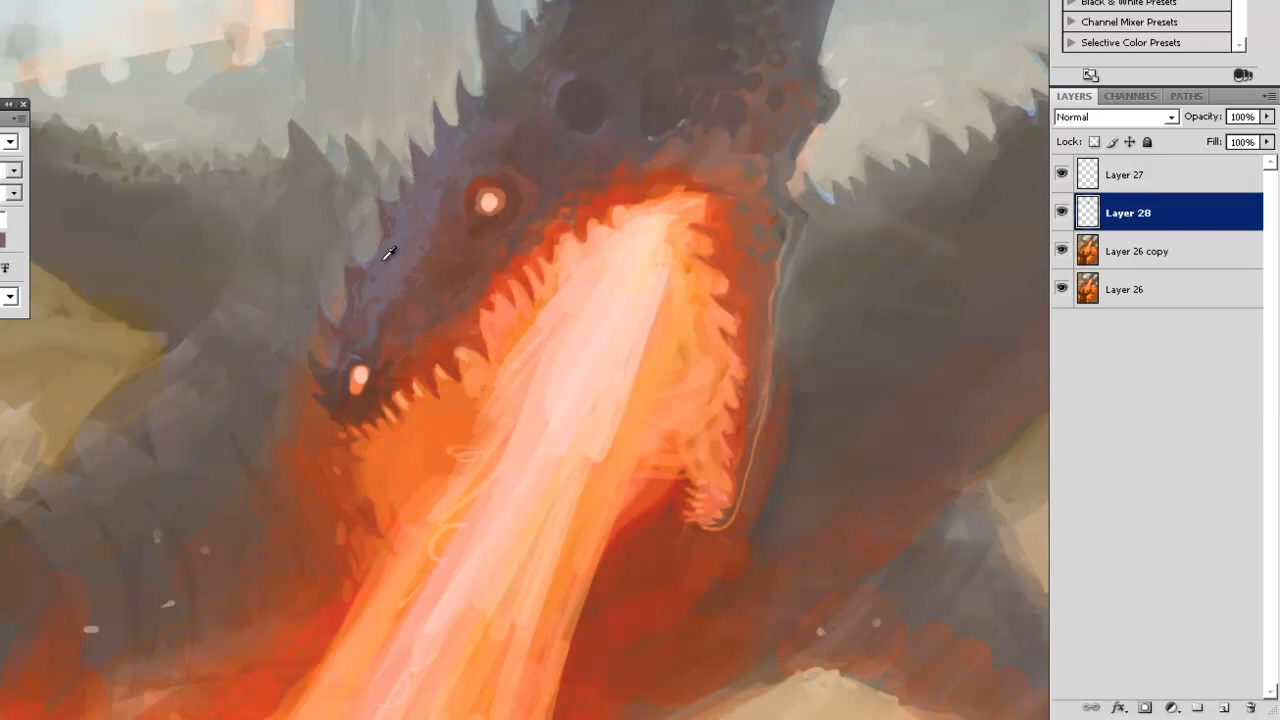 Black & White Presets
Channel Mixer Presets
Selective Color Presets
LAYERS CHANNELS PATHS
Normal Opacity: 100%
Lock: Fill: 100%
Layer 27
Layer 28
Layer 26 copy
Layer 26
fx